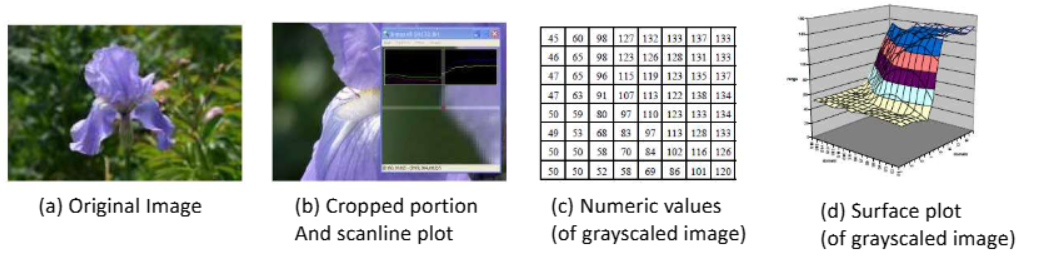 45 60 98 127 132 133 137 133
46 65 98 123 126 128 131 133
47 65 96 115 119 123 135 137
47 63 91 107 113 122 138 134
50 59 80 97 110 123 133 134
49 53 68 83 97 113 128 133
50 50 58 70 84 102 116 126
50 50 52 58 69 86 101 120
(a) Original Image
(b) Cropped portion
And scanline plot
(c) Numeric values
(of grayscaled image)
(d) Surface plot
(of grayscaled image)